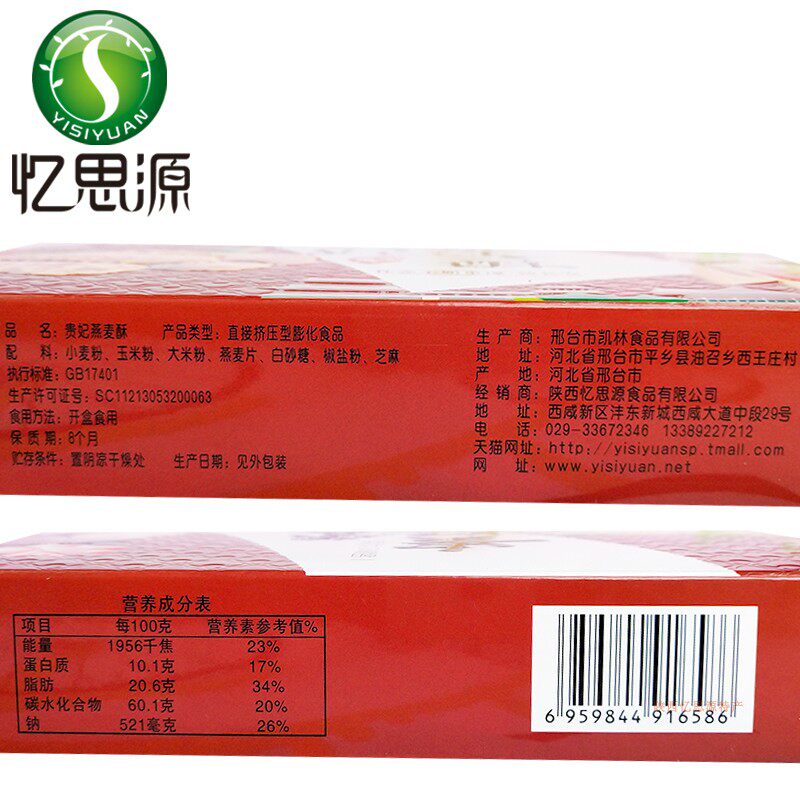 YISIYUAN
忆思源
品 名：贵妃燕麦酥 产品类型：直接挤压型膨化食品
配 料：小麦粉、玉米粉、大米粉、燕麦片、白砂糖、椒盐粉、芝麻
执行标准：GB17401
生产许可证号：SC11213053200063
食用方法：开盒食用
保 质 期：8个月
贮存条件：置阴凉干燥处 生产日期：见外包装
生 产 商：邢台市凯林食品有限公司
地 址：河北省邢台市平乡县油召乡西王庄村
产 地：河北省邢台市
经 销 商：陕西忆思源食品有限公司
地 址：西咸新区沣东新城西咸大道中段29号
电 话：029-33672346 13389227212
天猫网址：http://yisiyuansp.tmall.com
网 址：www.yisiyuan.net
营养成分表
项目 每100克 营养素参考值%
能量 1956千焦 23%
蛋白质 10.1克 17%
脂肪 20.6克 34%
碳水化合物 60.1克 20%
钠 521毫克 26%
6 959844 916586